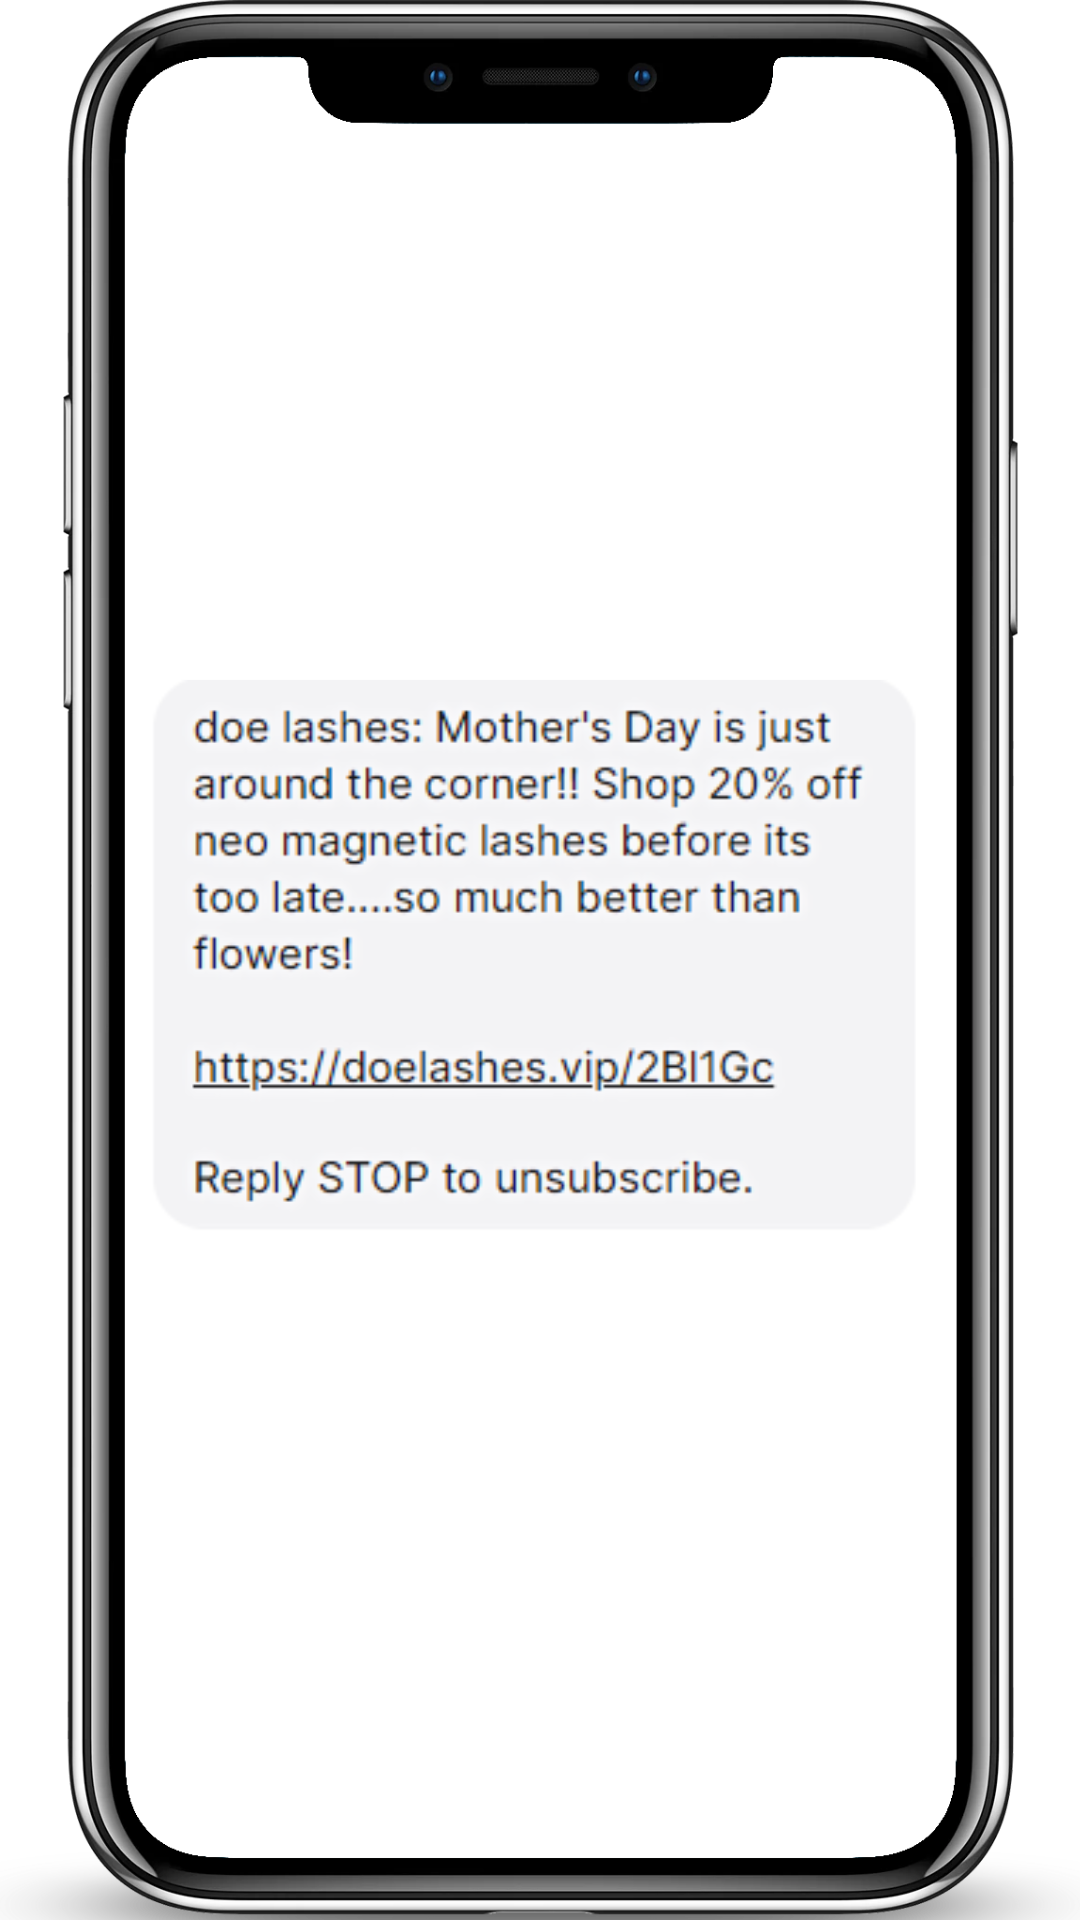 doe lashes: Mother's Day is just
around the corner!! Shop 20% off
neo magnetic lashes before its
too late....so much better than
flowers!
https://doelashes.vip/2BI1Gc
Reply STOP to unsubscribe.